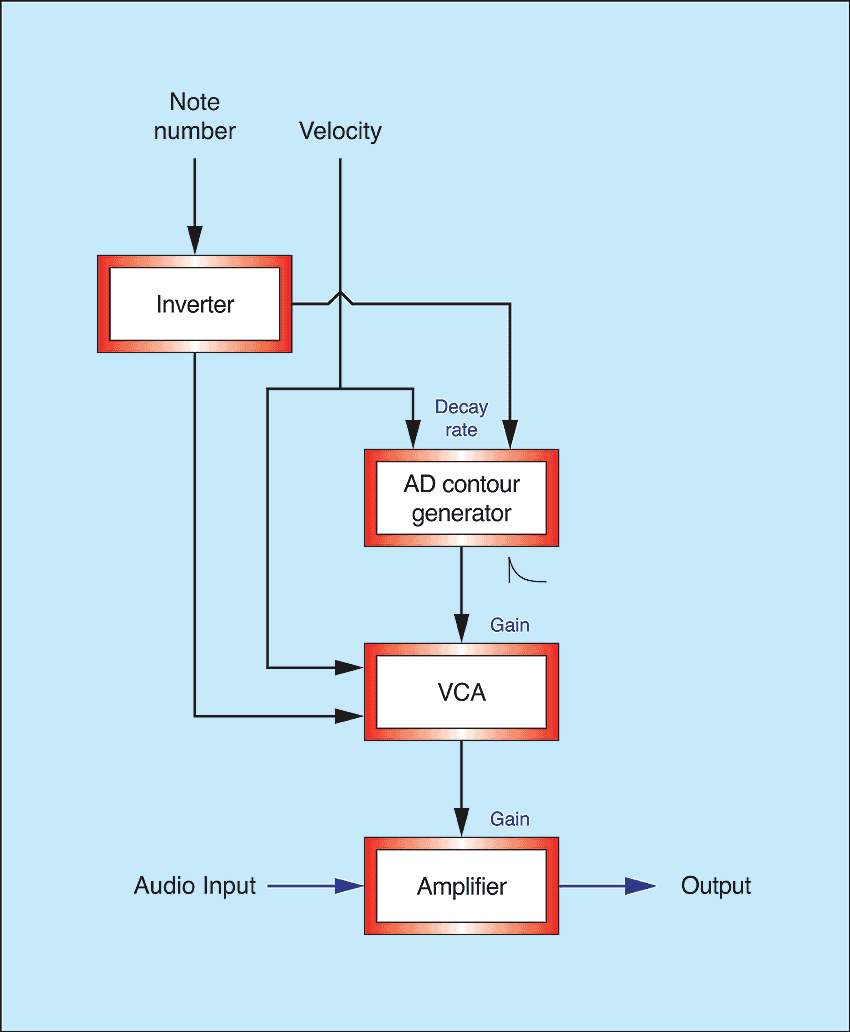 Note
number
Velocity
Inverter
Decay
rate
AD contour
generator
Gain
VCA
Gain
Audio Input
Amplifier
Output